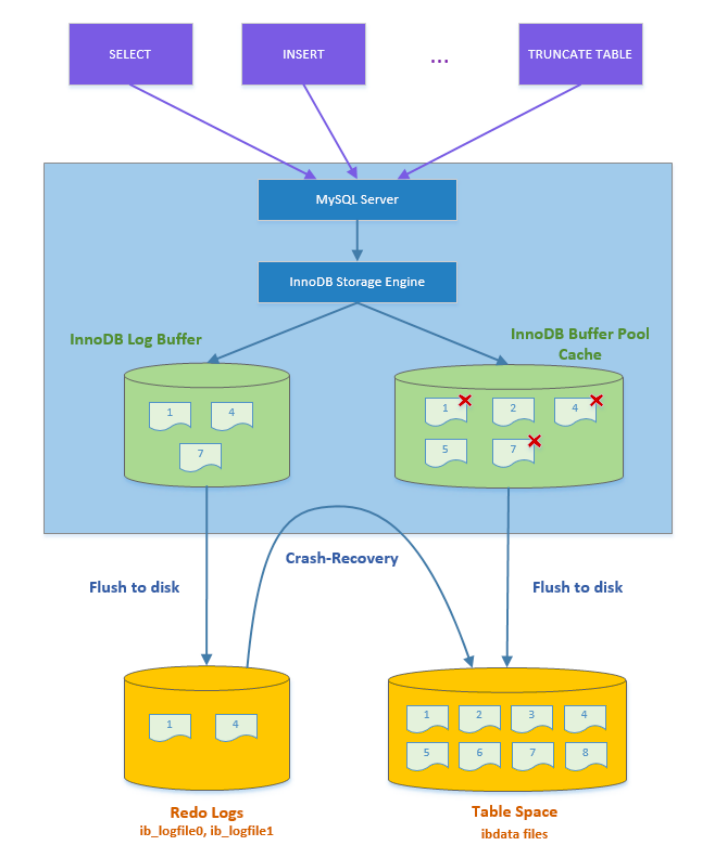 SELECT
INSERT
...
TRUNCATE TABLE
MySQL Server
InnoDB Storage Engine
InnoDB Log Buffer
InnoDB Buffer Pool
Cache
1
4
7
1
2
4
5
7
Crash-Recovery
Flush to disk
Flush to disk
1
4
1
2
3
4
5
6
7
8
Redo Logs
ib_logfile0, ib_logfile1
Table Space
ibdata files